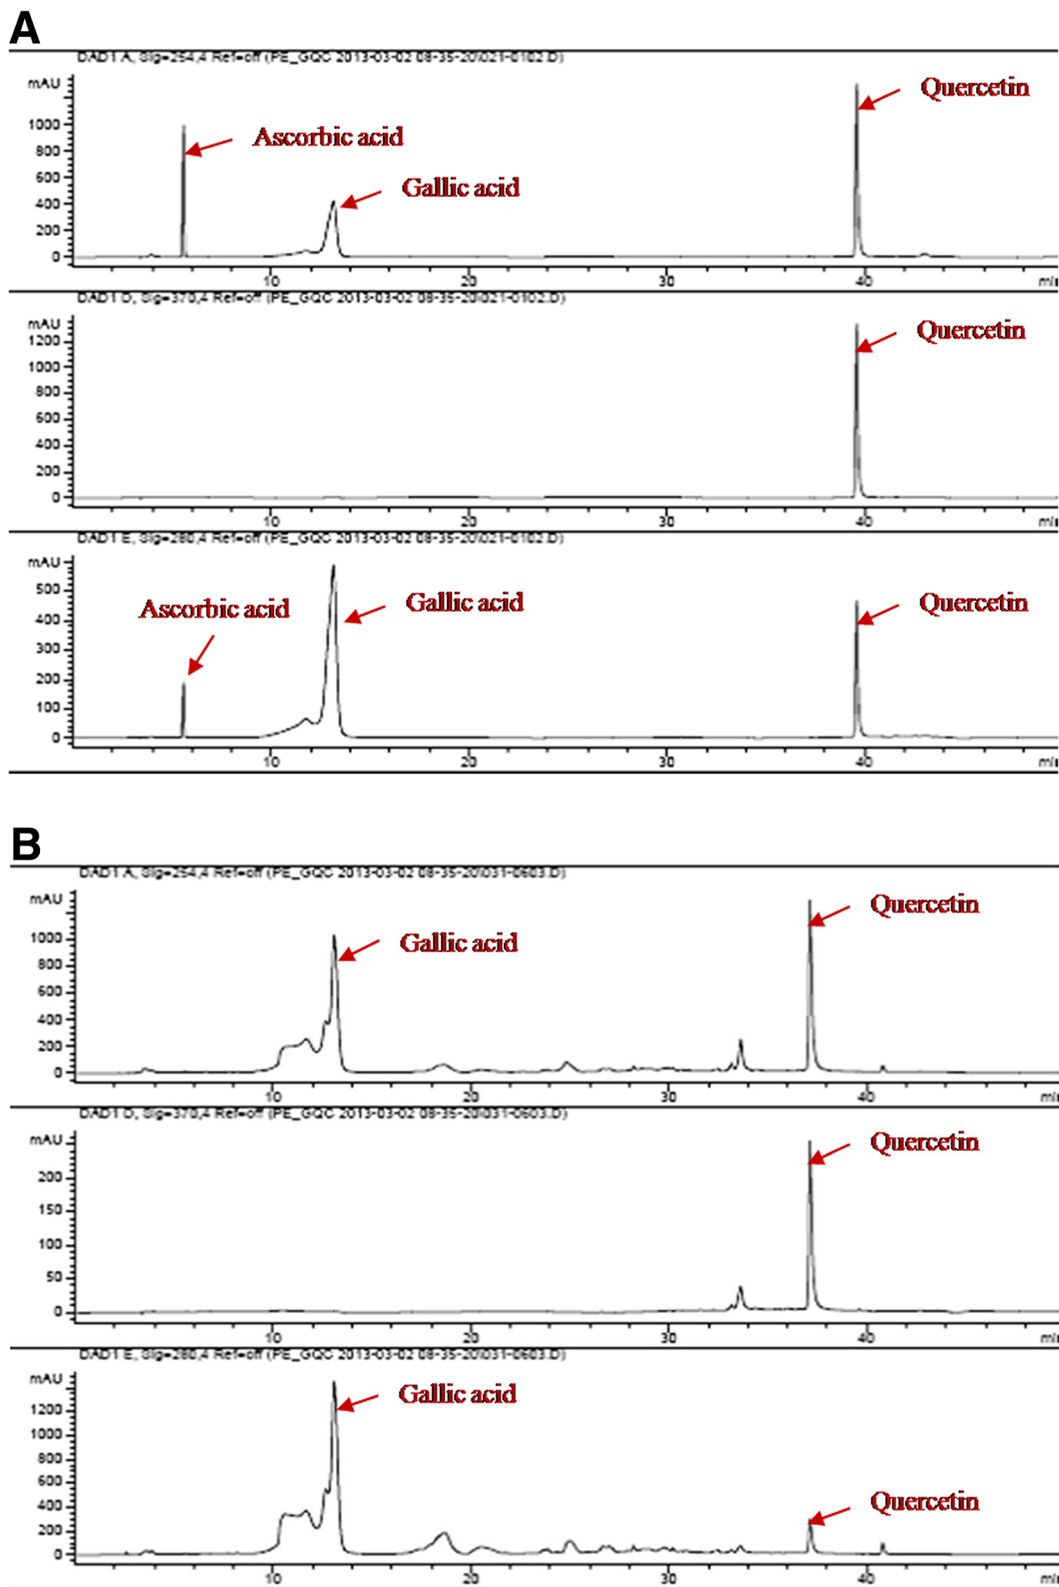 A
DAD1 A, Sig=254,4 Ref=off (PE_GQC 2013-03-02 08-35-20\021-0102.D)
mAU
Quercetin
Ascorbic acid
Gallic acid
1000
800
600
400
200
0
10 20 30 40
DAD1 D, Sig=370,4 Ref=off (PE_GQC 2013-03-02 08-35-20\021-0102.D)
mAU
Quercetin
1200
1000
800
600
400
200
0
10 20 30 40
DAD1 E, Sig=280,4 Ref=off (PE_GQC 2013-03-02 08-35-20\021-0102.D)
mAU
Ascorbic acid
Gallic acid
Quercetin
500
400
300
200
100
0
10 20 30 40
B
DAD1 A, Sig=254,4 Ref=off (PE_GQC 2013-03-02 08-35-20\031-0603.D)
mAU
Quercetin
Gallic acid
1000
800
600
400
200
0
10 20 30 40
DAD1 D, Sig=370,4 Ref=off (PE_GQC 2013-03-02 08-35-20\031-0603.D)
mAU
Quercetin
200
150
100
50
0
10 20 30 40
DAD1 E, Sig=280,4 Ref=off (PE_GQC 2013-03-02 08-35-20\031-0603.D)
mAU
Gallic acid
1200
1000
800
600
400
200
0
Quercetin
10 20 30 40